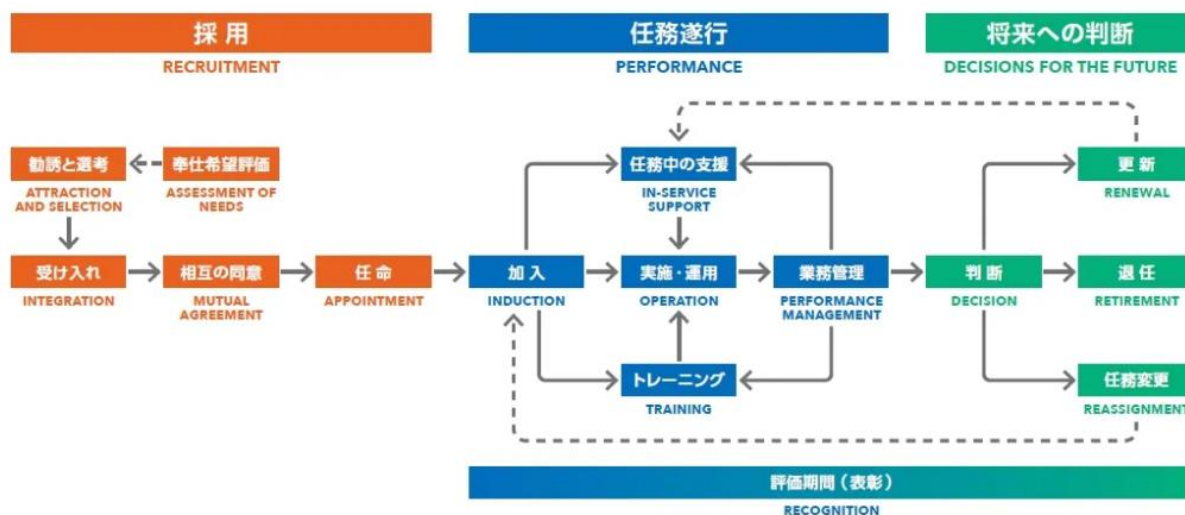 採用
RECRUITMENT
任務遂行
PERFORMANCE
将来への判断
DECISIONS FOR THE FUTURE
勧誘と選考
ATTRACTION
AND SELECTION
奉仕希望評価
ASSESSMENT OF
NEEDS
任務中の支援
IN-SERVICE
SUPPORT
更新
RENEWAL
受け入れ
INTEGRATION
相互の同意
MUTUAL
AGREEMENT
任命
APPOINTMENT
加入
INDUCTION
実施・運用
OPERATION
業務管理
PERFORMANCE
MANAGEMENT
判断
DECISION
退任
RETIREMENT
トレーニング
TRAINING
任務変更
REASSIGNMENT
評価期間(表彰)
RECOGNITION